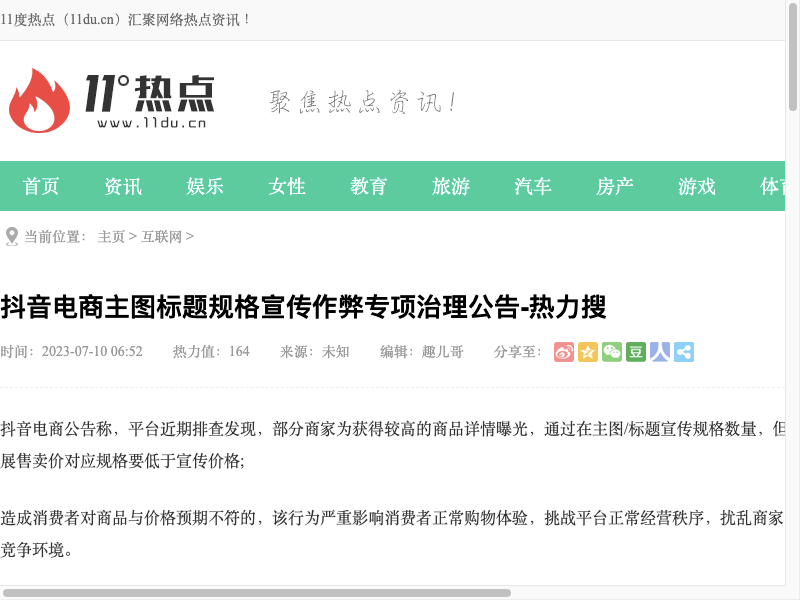 11度热点（11du.cn）汇聚网络热点资讯！
11°热点
www.11du.cn
聚焦热点资讯！
首页 资讯 娱乐 女性 教育 旅游 汽车 房产 游戏 体育
当前位置： 主页 > 互联网 >
抖音电商主图标题规格宣传作弊专项治理公告-热力搜
时间：2023-07-10 06:52 热力值：164 来源：未知 编辑：趣儿哥 分享至：
豆
抖音电商公告称，平台近期排查发现，部分商家为获得较高的商品详情曝光，通过在主图/标题宣传规格数量，但
展售卖价对应规格要低于宣传价格;
造成消费者对商品与价格预期不符的，该行为严重影响消费者正常购物体验，挑战平台正常经营秩序，扰乱商家
竞争环境。